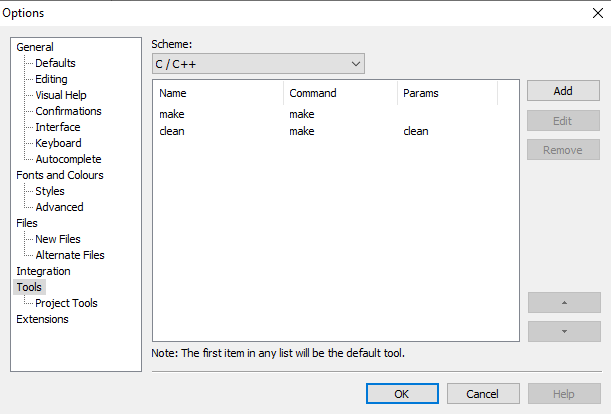 Options
General
Defaults
Editing
Visual Help
Confirmations
Interface
Keyboard
Autocomplete
Fonts and Colours
Styles
Advanced
Files
New Files
Alternate Files
Integration
Tools
Project Tools
Extensions
Scheme:
C / C++
Name Command Params
make make
clean make clean
Note: The first item in any list will be the default tool.
Add
Edit
Remove
OK Cancel Help